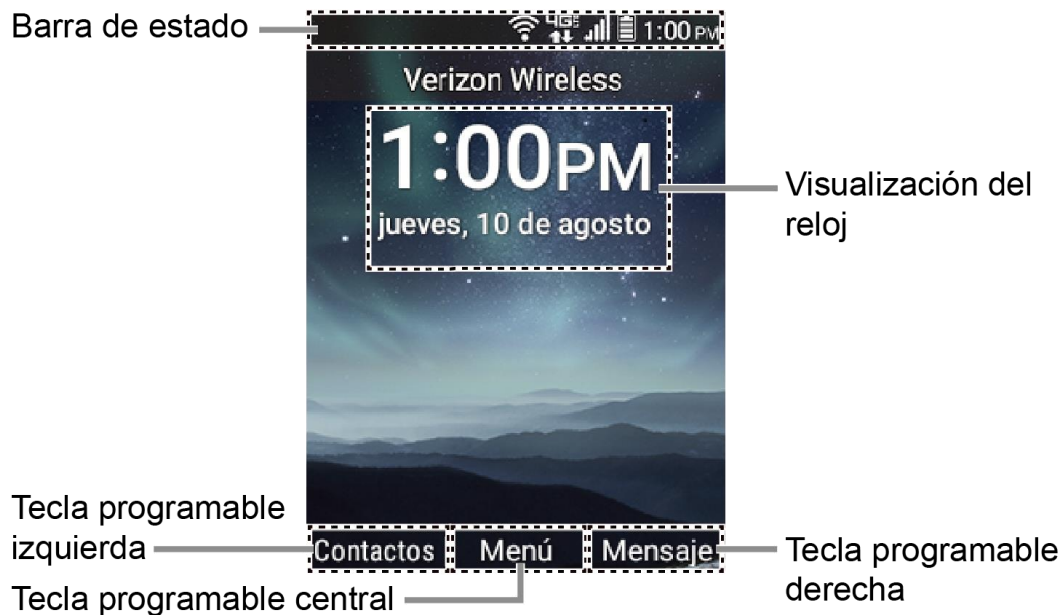 Barra de estado
4GE 1:00 PM
Verizon Wireless
1:00PM
jueves, 10 de agosto
Visualización del
reloj
Tecla programable
izquierda
Contactos Menú Mensaje
Tecla programable
derecha
Tecla programable central